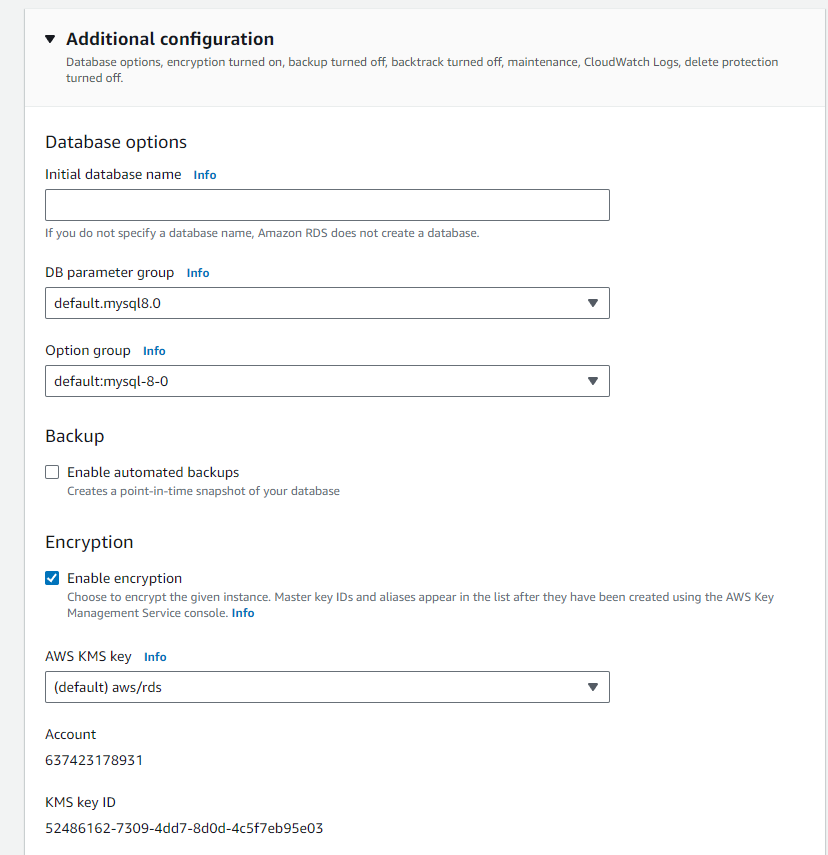 Additional configuration
Database options, encryption turned on, backup turned off, backtrack turned off, maintenance, CloudWatch Logs, delete protection
turned off.
Database options
Initial database name Info
If you do not specify a database name, Amazon RDS does not create a database.
DB parameter group Info
default.mysql8.0
Option group Info
default:mysql-8-0
Backup
Enable automated backups
Creates a point-in-time snapshot of your database
Encryption
Enable encryption
Choose to encrypt the given instance. Master key IDs and aliases appear in the list after they have been created using the AWS Key
Management Service console. Info
AWS KMS key Info
(default) aws/rds
Account
637423178931
KMS key ID
52486162-7309-4dd7-8d0d-4c5f7eb95e03